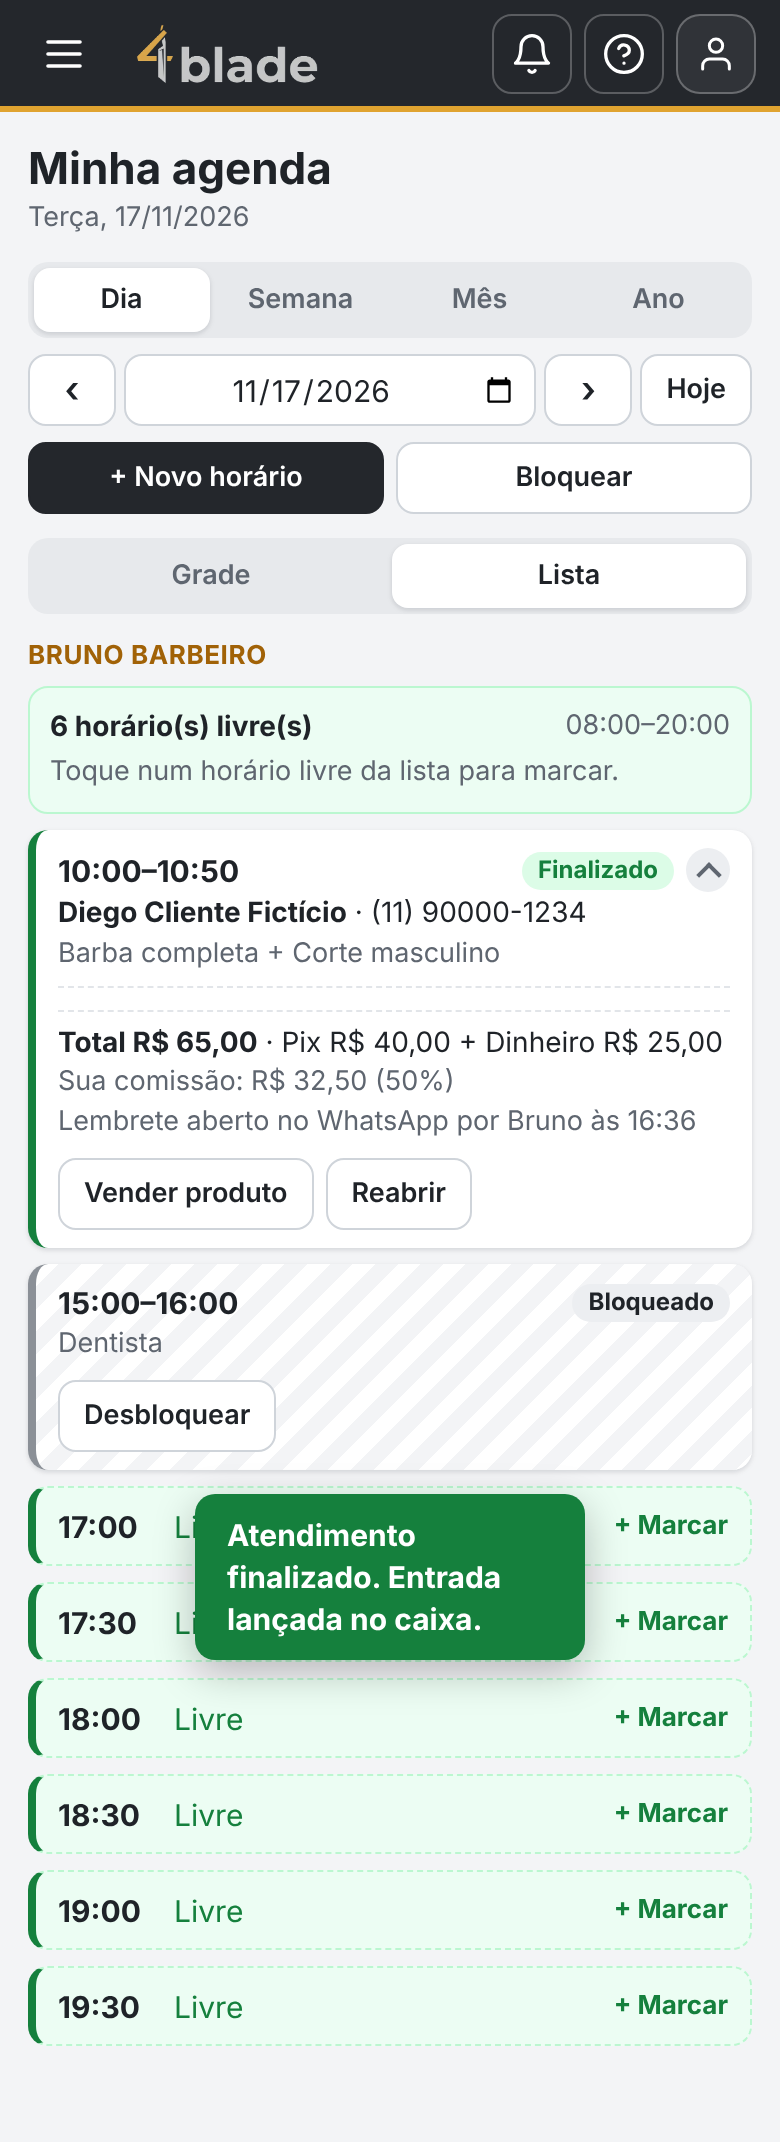 4blade
Minha agenda
Terça, 17/11/2026
Dia Semana Mês Ano
‹ 11/17/2026 › Hoje
+ Novo horário Bloquear
Grade Lista
BRUNO BARBEIRO
6 horário(s) livre(s) 08:00–20:00
Toque num horário livre da lista para marcar.
10:00–10:50 Finalizado
Diego Cliente Fictício · (11) 90000-1234
Barba completa + Corte masculino
Total R$ 65,00 · Pix R$ 40,00 + Dinheiro R$ 25,00
Sua comissão: R$ 32,50 (50%)
Lembrete aberto no WhatsApp por Bruno às 16:36
Vender produto Reabrir
15:00–16:00 Bloqueado
Dentista
Desbloquear
17:00 + Marcar
Atendimento
finalizado. Entrada
lançada no caixa.
17:30 + Marcar
18:00 Livre + Marcar
18:30 Livre + Marcar
19:00 Livre + Marcar
19:30 Livre + Marcar